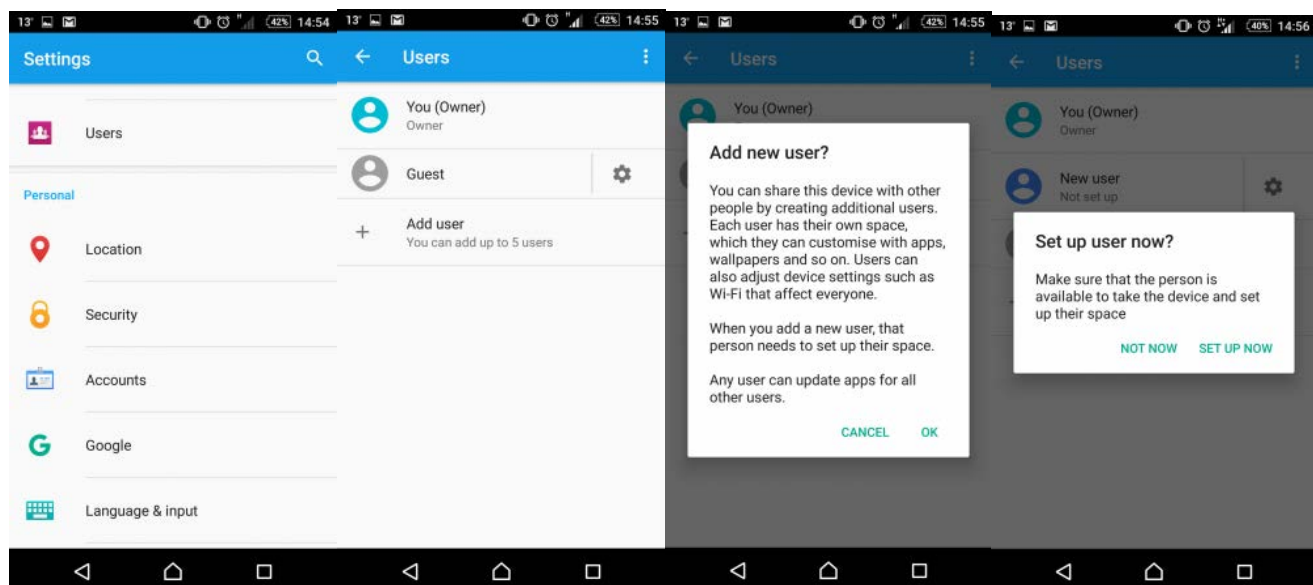 13°
42%
14:54
Settings
Users
Personal
Location
Security
Accounts
Google
Language & input
13°
42%
14:55
Users
You (Owner)
Owner
Guest
Add user
You can add up to 5 users
13°
42%
14:55
Users
You (Owner)
Add new user?
You can share this device with other
people by creating additional users.
Each user has their own space,
which they can customise with apps,
wallpapers and so on. Users can
also adjust device settings such as
Wi-Fi that affect everyone.
When you add a new user, that
person needs to set up their space.
Any user can update apps for all
other users.
CANCEL OK
13°
40%
14:56
Users
You (Owner)
Owner
New user
Not set up
Set up user now?
Make sure that the person is
available to take the device and set
up their space
NOT NOW SET UP NOW